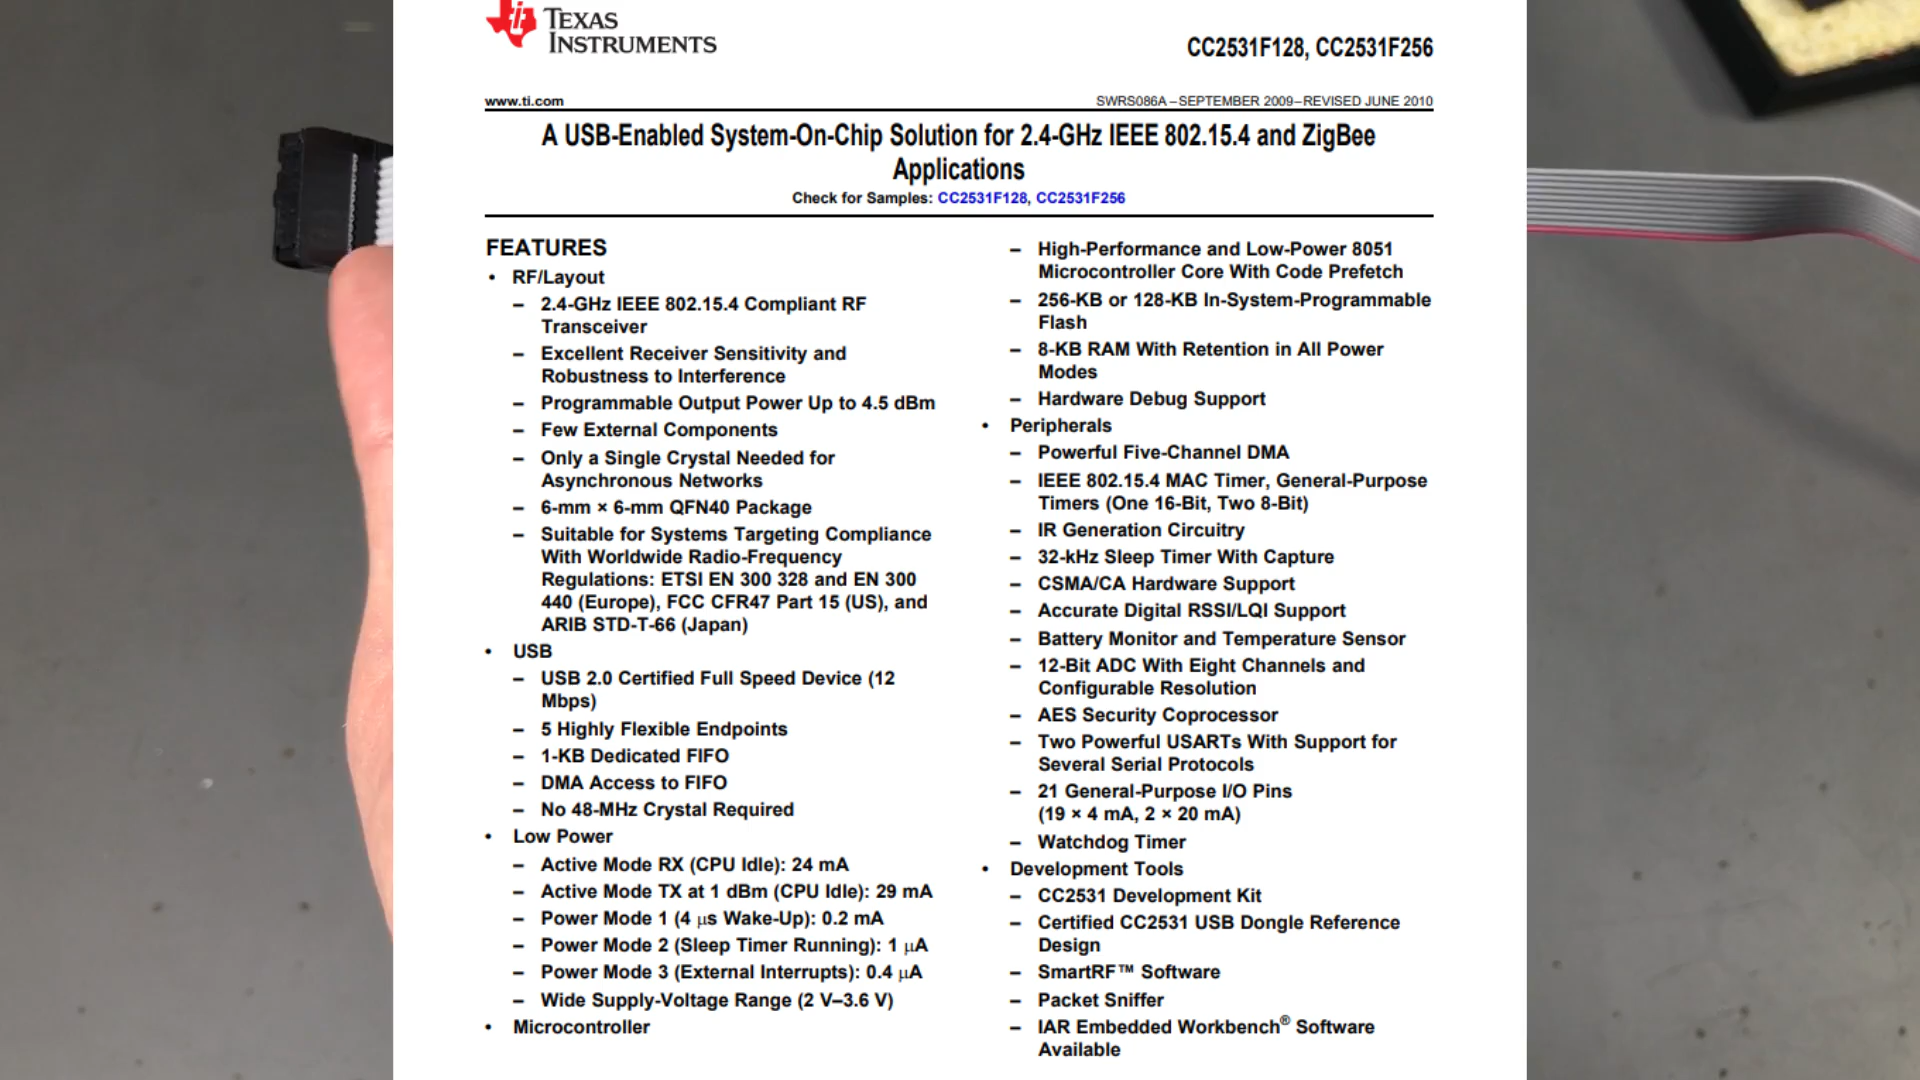 TEXAS
INSTRUMENTS
CC2531F128, CC2531F256
www.ti.com
SWRS086A – SEPTEMBER 2009 – REVISED JUNE 2010
A USB-Enabled System-On-Chip Solution for 2.4-GHz IEEE 802.15.4 and ZigBee
Applications
Check for Samples: CC2531F128, CC2531F256
FEATURES
• RF/Layout
– 2.4-GHz IEEE 802.15.4 Compliant RF
Transceiver
– Excellent Receiver Sensitivity and
Robustness to Interference
– Programmable Output Power Up to 4.5 dBm
– Few External Components
– Only a Single Crystal Needed for
Asynchronous Networks
– 6-mm × 6-mm QFN40 Package
– Suitable for Systems Targeting Compliance
With Worldwide Radio-Frequency
Regulations: ETSI EN 300 328 and EN 300
440 (Europe), FCC CFR47 Part 15 (US), and
ARIB STD-T-66 (Japan)
• USB
– USB 2.0 Certified Full Speed Device (12
Mbps)
– 5 Highly Flexible Endpoints
– 1-KB Dedicated FIFO
– DMA Access to FIFO
– No 48-MHz Crystal Required
• Low Power
– Active Mode RX (CPU Idle): 24 mA
– Active Mode TX at 1 dBm (CPU Idle): 29 mA
– Power Mode 1 (4 μs Wake-Up): 0.2 mA
– Power Mode 2 (Sleep Timer Running): 1 μA
– Power Mode 3 (External Interrupts): 0.4 μA
– Wide Supply-Voltage Range (2 V–3.6 V)
• Microcontroller
– High-Performance and Low-Power 8051
Microcontroller Core With Code Prefetch
– 256-KB or 128-KB In-System-Programmable
Flash
– 8-KB RAM With Retention in All Power
Modes
– Hardware Debug Support
• Peripherals
– Powerful Five-Channel DMA
– IEEE 802.15.4 MAC Timer, General-Purpose
Timers (One 16-Bit, Two 8-Bit)
– IR Generation Circuitry
– 32-kHz Sleep Timer With Capture
– CSMA/CA Hardware Support
– Accurate Digital RSSI/LQI Support
– Battery Monitor and Temperature Sensor
– 12-Bit ADC With Eight Channels and
Configurable Resolution
– AES Security Coprocessor
– Two Powerful USARTs With Support for
Several Serial Protocols
– 21 General-Purpose I/O Pins
(19 × 4 mA, 2 × 20 mA)
– Watchdog Timer
• Development Tools
– CC2531 Development Kit
– Certified CC2531 USB Dongle Reference
Design
– SmartRF™ Software
– Packet Sniffer
– IAR Embedded Workbench® Software
Available